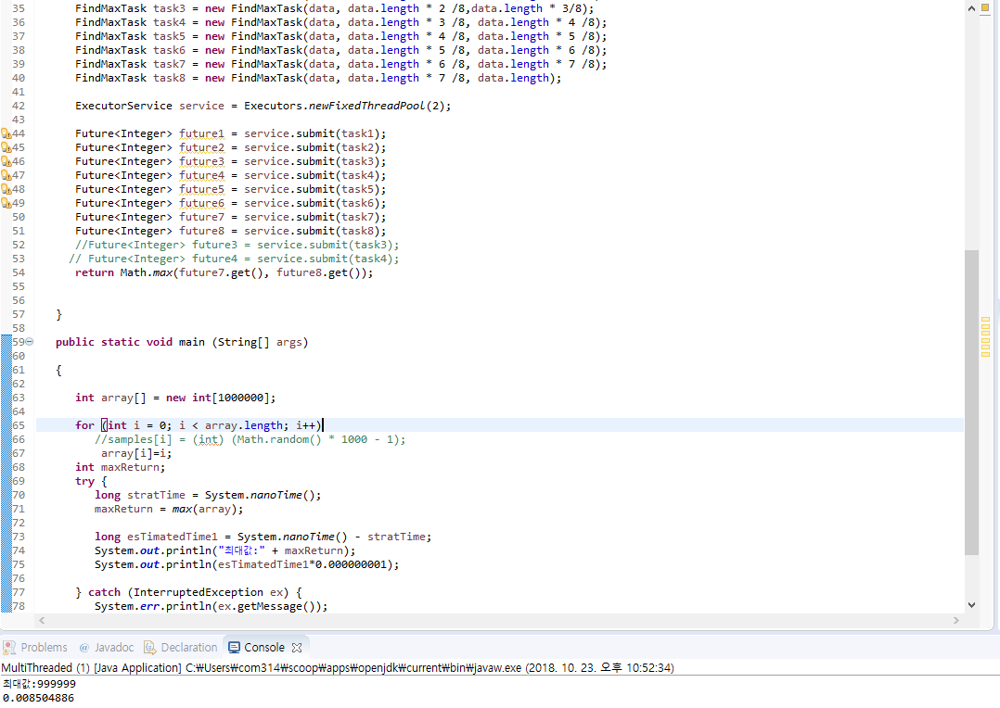 35 FindMaxTask task3 = new FindMaxTask(data, data.length * 2 /8,data.length * 3/8);
36 FindMaxTask task4 = new FindMaxTask(data, data.length * 3 /8, data.length * 4 /8);
37 FindMaxTask task5 = new FindMaxTask(data, data.length * 4 /8, data.length * 5 /8);
38 FindMaxTask task6 = new FindMaxTask(data, data.length * 5 /8, data.length * 6 /8);
39 FindMaxTask task7 = new FindMaxTask(data, data.length * 6 /8, data.length * 7 /8);
40 FindMaxTask task8 = new FindMaxTask(data, data.length * 7 /8, data.length);
41
42 ExecutorService service = Executors.newFixedThreadPool(2);
43
44 Future<Integer> future1 = service.submit(task1);
45 Future<Integer> future2 = service.submit(task2);
46 Future<Integer> future3 = service.submit(task3);
47 Future<Integer> future4 = service.submit(task4);
48 Future<Integer> future5 = service.submit(task5);
49 Future<Integer> future6 = service.submit(task6);
50 Future<Integer> future7 = service.submit(task7);
51 Future<Integer> future8 = service.submit(task8);
52 //Future<Integer> future3 = service.submit(task3);
53 // Future<Integer> future4 = service.submit(task4);
54 return Math.max(future7.get(), future8.get());
55
56
57 }
58
59 public static void main (String[] args)
60
61 {
62
63 int array[] = new int[1000000];
64
65 for (int i = 0; i < array.length; i++)
66 //samples[i] = (int) (Math.random() * 1000 - 1);
67 array[i]=i;
68 int maxReturn;
69 try {
70 long stratTime = System.nanoTime();
71 maxReturn = max(array);
72
73 long esTimatedTime1 = System.nanoTime() - stratTime;
74 System.out.println("최대값:" + maxReturn);
75 System.out.println(esTimatedTime1*0.000000001);
76
77 } catch (InterruptedException ex) {
78 System.err.println(ex.getMessage());
Problems @ Javadoc Declaration Console
MultiThreaded (1) [Java Application] C:₩Users₩com314₩scoop₩apps₩openjdk₩current₩bin₩javaw.exe (2018. 10. 23. 오후 10:52:34)
최대값:999999
0.008504886